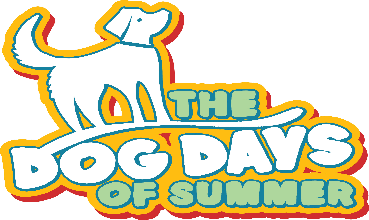 THE
DOG DAYS
OF SUMMER